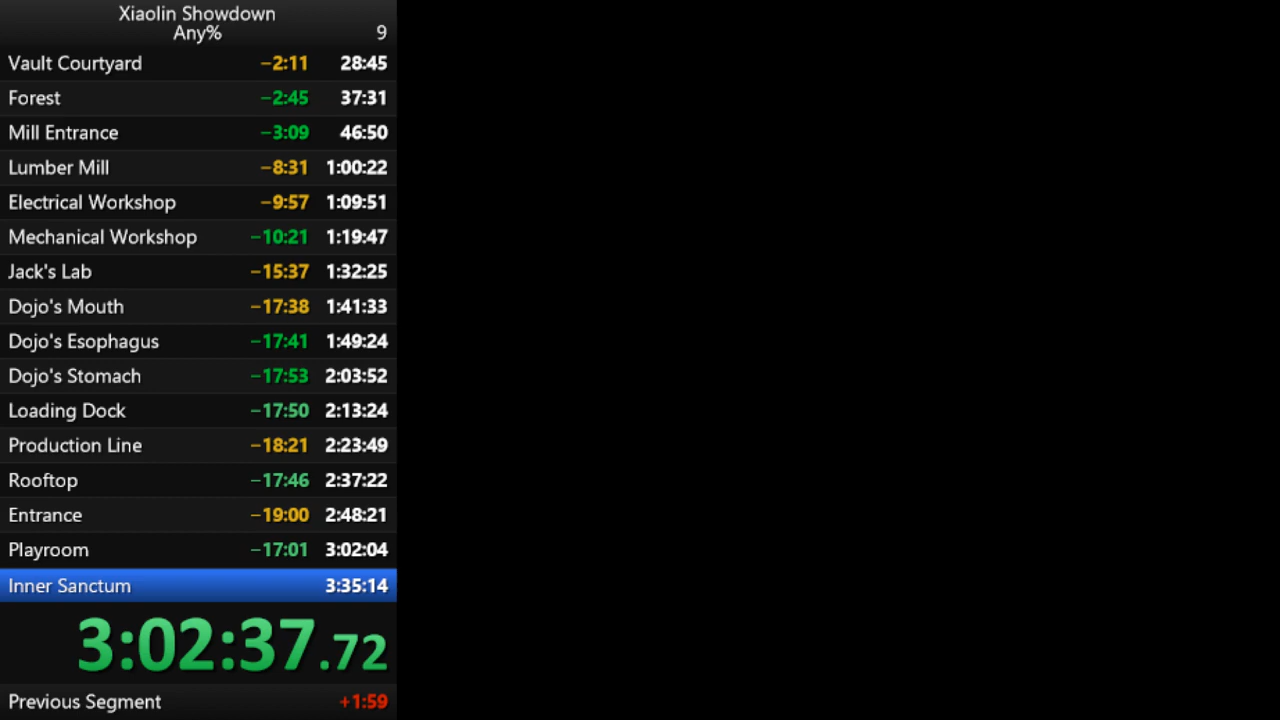 Xiaolin Showdown
Any% 9
Vault Courtyard −2:11 28:45
Forest −2:45 37:31
Mill Entrance −3:09 46:50
Lumber Mill −8:31 1:00:22
Electrical Workshop −9:57 1:09:51
Mechanical Workshop −10:21 1:19:47
Jack's Lab −15:37 1:32:25
Dojo's Mouth −17:38 1:41:33
Dojo's Esophagus −17:41 1:49:24
Dojo's Stomach −17:53 2:03:52
Loading Dock −17:50 2:13:24
Production Line −18:21 2:23:49
Rooftop −17:46 2:37:22
Entrance −19:00 2:48:21
Playroom −17:01 3:02:04
Inner Sanctum 3:35:14
3:02:37.72
Previous Segment +1:59